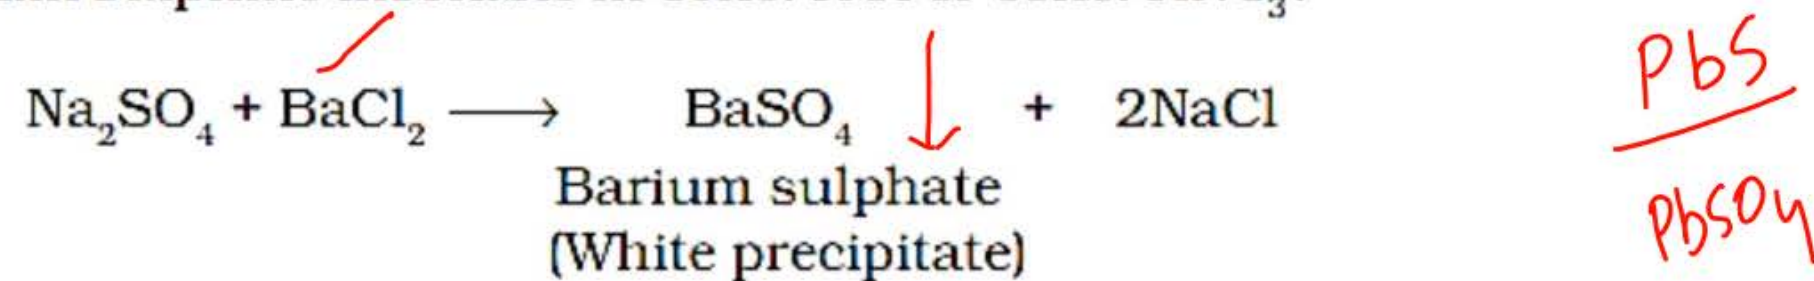 Na₂SO₄ + BaCl₂ ⟶ BaSO₄ ↓ + 2NaCl
Barium sulphate
(White precipitate)
PbS
PbSO4